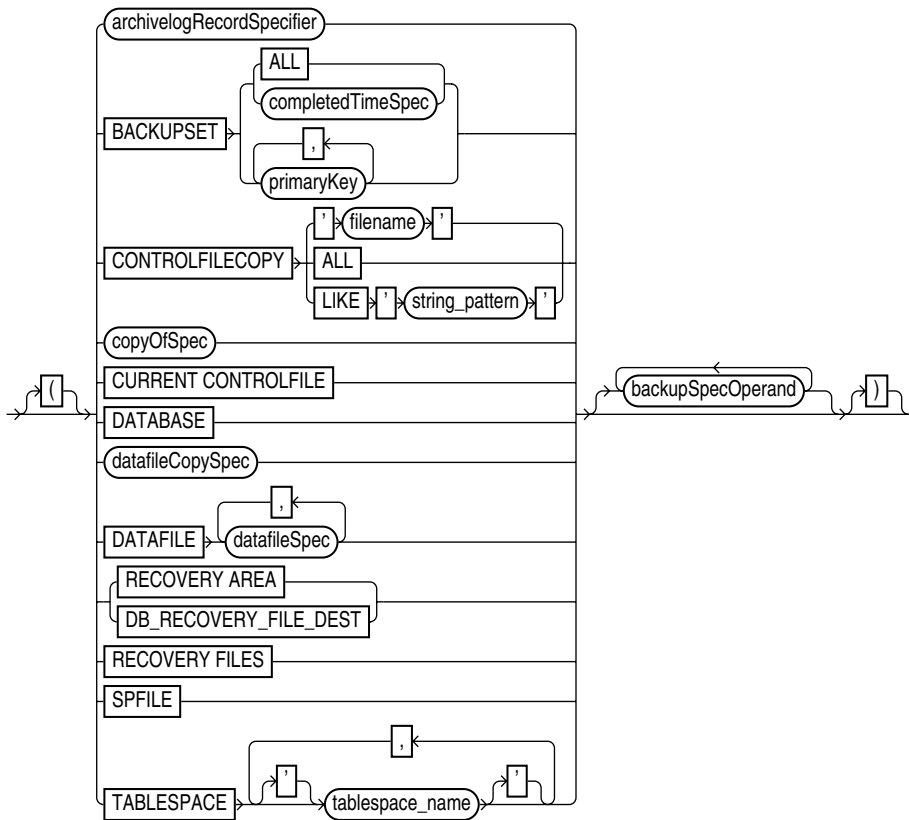 archivelogRecordSpecifier
ALL
completedTimeSpec
BACKUPSET
,
primaryKey
' filename '
CONTROLFILECOPY ALL
LIKE ' string_pattern '
copyOfSpec
CURRENT CONTROLFILE
( backupSpecOperand )
DATABASE
datafileCopySpec
,
DATAFILE datafileSpec
RECOVERY AREA
DB_RECOVERY_FILE_DEST
RECOVERY FILES
SPFILE
,
' '
TABLESPACE tablespace_name